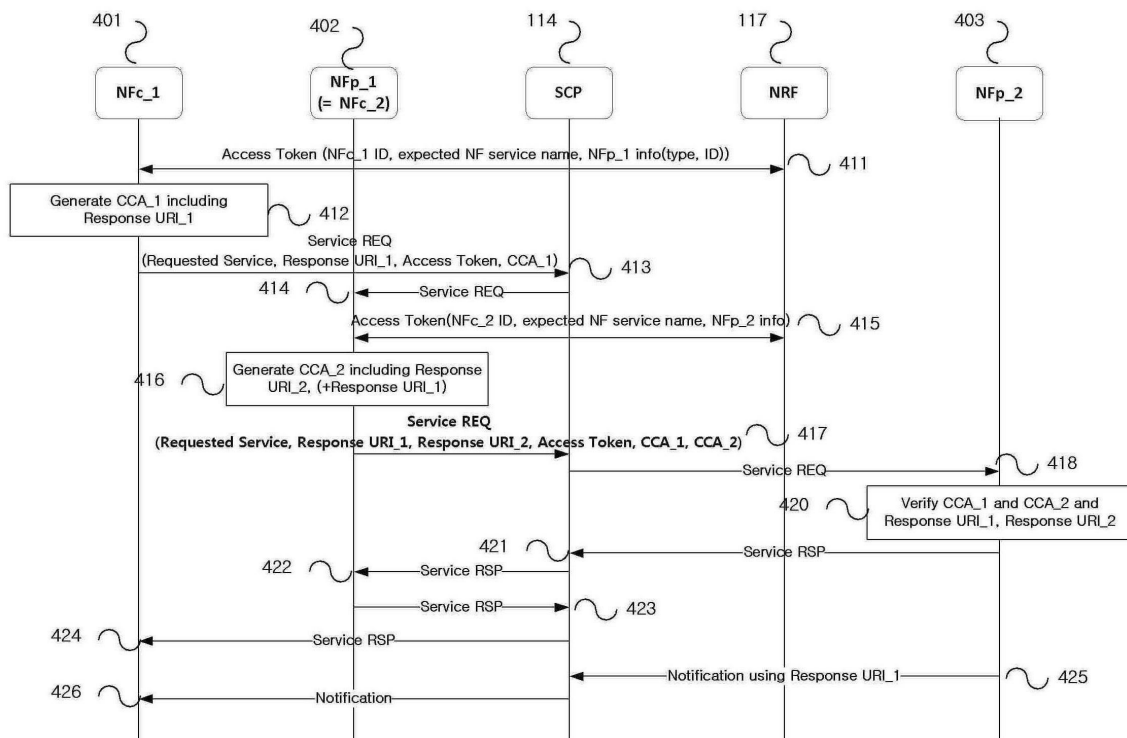 401
402
114
117
403
NFc_1
NFp_1
(= NFc_2)
SCP
NRF
NFp_2
Access Token (NFc_1 ID, expected NF service name, NFp_1 info(type, ID))
411
Generate CCA_1 including
Response URI_1
412
Service REQ
(Requested Service, Response URI_1, Access Token, CCA_1)
413
414
Service REQ
Access Token(NFc_2 ID, expected NF service name, NFp_2 info)
415
416
Generate CCA_2 including Response
URI_2, (+Response URI_1)
Service REQ
(Requested Service, Response URI_1, Response URI_2, Access Token, CCA_1, CCA_2)
417
Service REQ
418
420
Verify CCA_1 and CCA_2 and
Response URI_1, Response URI_2
421
Service RSP
422
Service RSP
Service RSP
423
424
Service RSP
Notification using Response URI_1
425
426
Notification